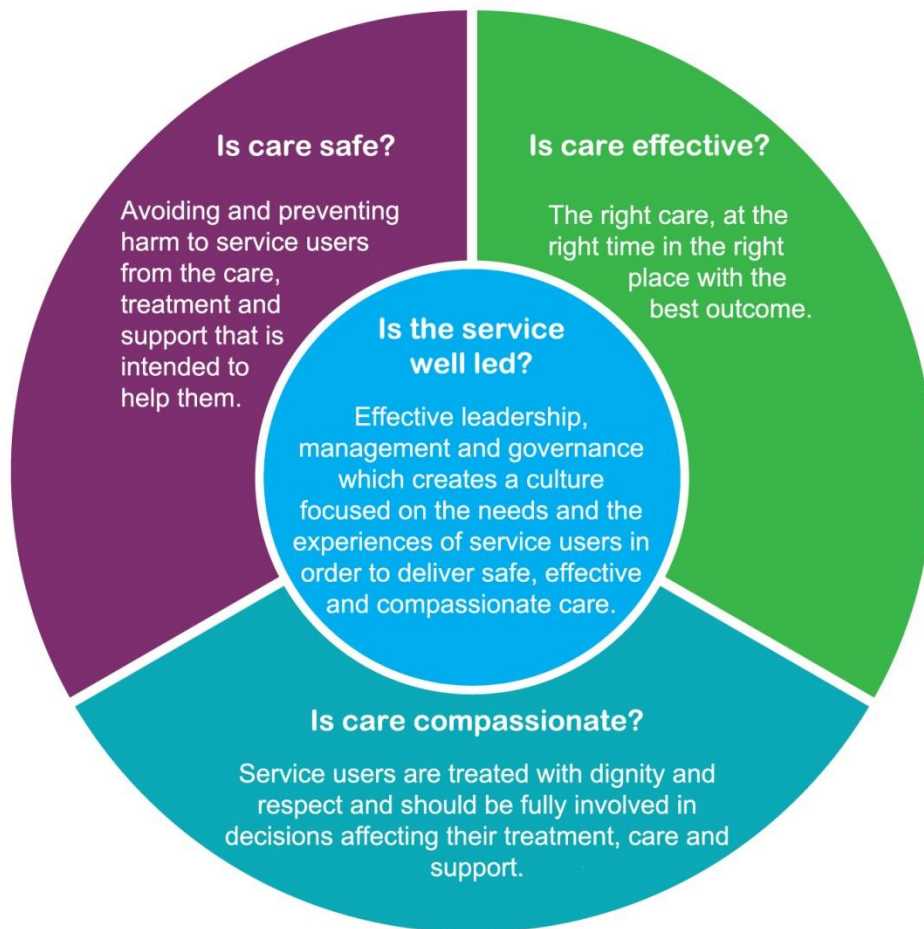 Is care safe?
Avoiding and preventing
harm to service users
from the care,
treatment and
support that is
intended to
help them.
Is care effective?
The right care, at the
right time in the right
place with the
best outcome.
Is the service
well led?
Effective leadership,
management and governance
which creates a culture
focused on the needs and the
experiences of service users in
order to deliver safe, effective
and compassionate care.
Is care compassionate?
Service users are treated with dignity and
respect and should be fully involved in
decisions affecting their treatment, care and
support.